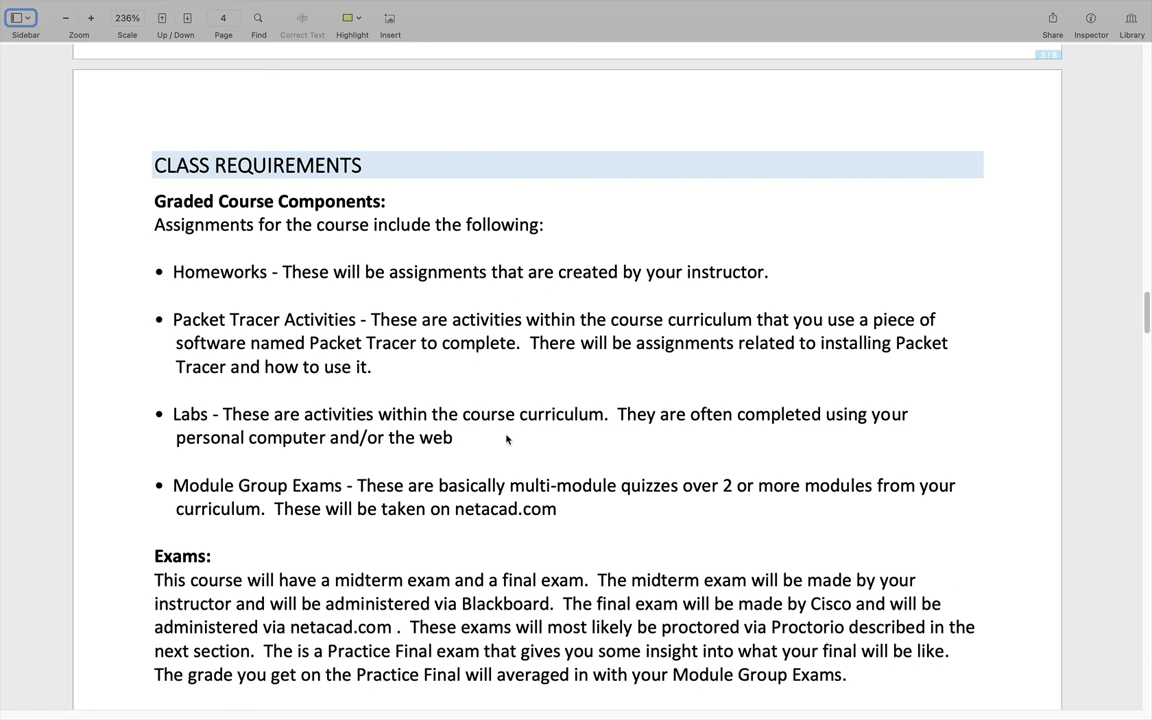 236%
4
Sidebar
Zoom
Scale
Up / Down
Page
Find
Correct Text
Highlight
Insert
Share
Inspector
Library
3 / 8
CLASS REQUIREMENTS
Graded Course Components:
Assignments for the course include the following:
• Homeworks - These will be assignments that are created by your instructor.
• Packet Tracer Activities - These are activities within the course curriculum that you use a piece of
software named Packet Tracer to complete. There will be assignments related to installing Packet
Tracer and how to use it.
• Labs - These are activities within the course curriculum. They are often completed using your
personal computer and/or the web
• Module Group Exams - These are basically multi-module quizzes over 2 or more modules from your
curriculum. These will be taken on netacad.com
Exams:
This course will have a midterm exam and a final exam. The midterm exam will be made by your
instructor and will be administered via Blackboard. The final exam will be made by Cisco and will be
administered via netacad.com . These exams will most likely be proctored via Proctorio described in the
next section. The is a Practice Final exam that gives you some insight into what your final will be like.
The grade you get on the Practice Final will averaged in with your Module Group Exams.